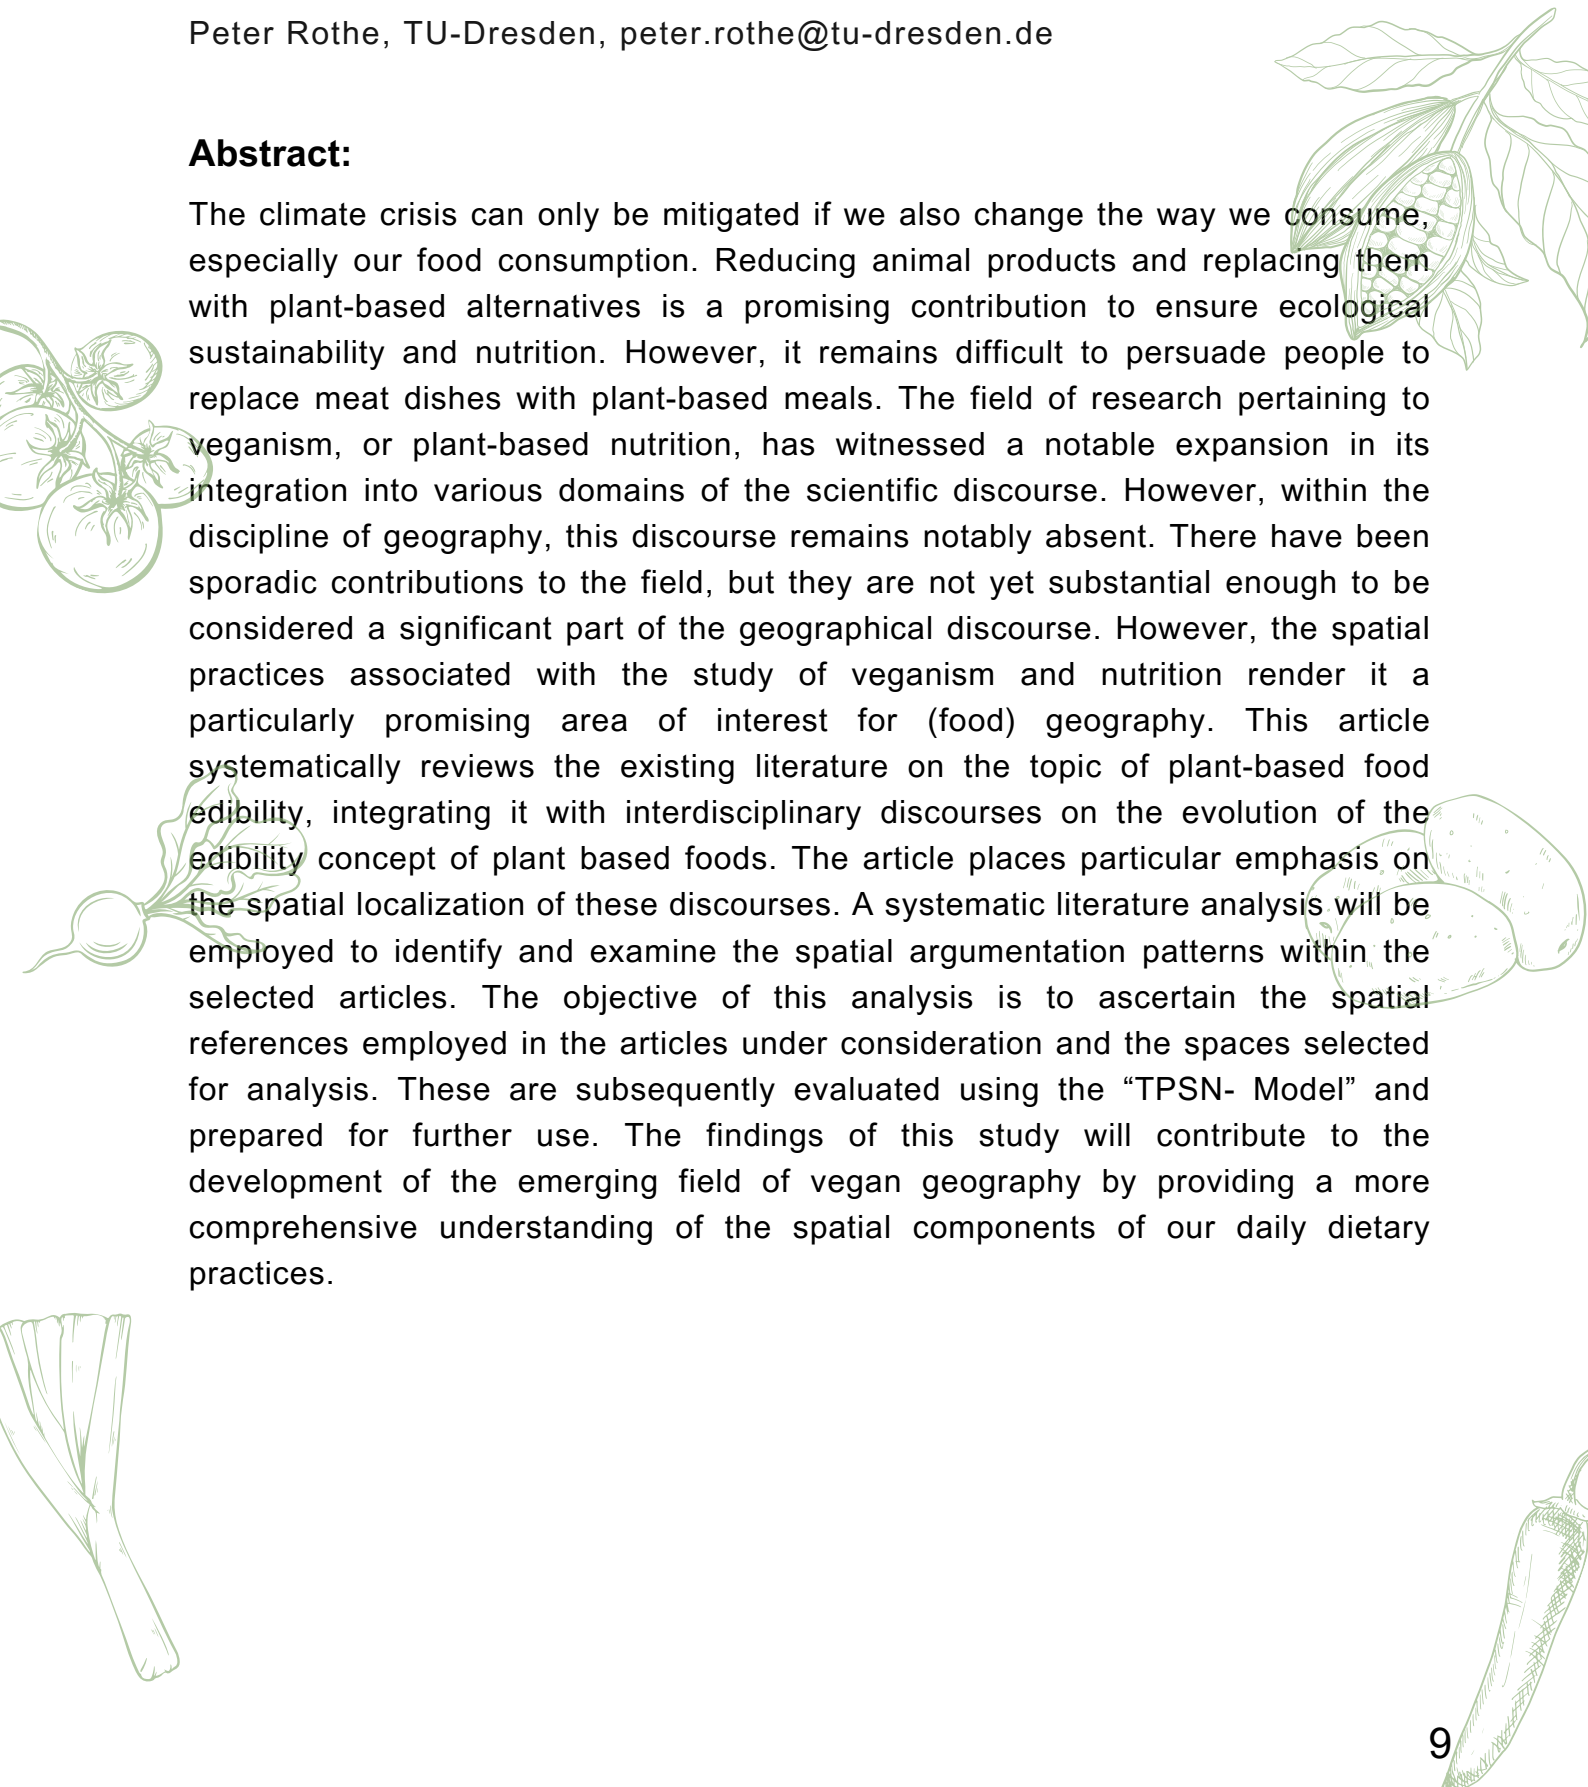 Peter Rothe, TU-Dresden, peter.rothe@tu-dresden.de
Abstract:
The climate crisis can only be mitigated if we also change the way we consume,
especially our food consumption. Reducing animal products and replacing them
with plant-based alternatives is a promising contribution to ensure ecological
sustainability and nutrition. However, it remains difficult to persuade people to
replace meat dishes with plant-based meals. The field of research pertaining to
veganism, or plant-based nutrition, has witnessed a notable expansion in its
integration into various domains of the scientific discourse. However, within the
discipline of geography, this discourse remains notably absent. There have been
sporadic contributions to the field, but they are not yet substantial enough to be
considered a significant part of the geographical discourse. However, the spatial
practices associated with the study of veganism and nutrition render it a
particularly promising area of interest for (food) geography. This article
systematically reviews the existing literature on the topic of plant-based food
edibility, integrating it with interdisciplinary discourses on the evolution of the
edibility concept of plant based foods. The article places particular emphasis on
the spatial localization of these discourses. A systematic literature analysis will be
employed to identify and examine the spatial argumentation patterns within the
selected articles. The objective of this analysis is to ascertain the spatial
references employed in the articles under consideration and the spaces selected
for analysis. These are subsequently evaluated using the “TPSN- Model” and
prepared for further use. The findings of this study will contribute to the
development of the emerging field of vegan geography by providing a more
comprehensive understanding of the spatial components of our daily dietary
practices.
9